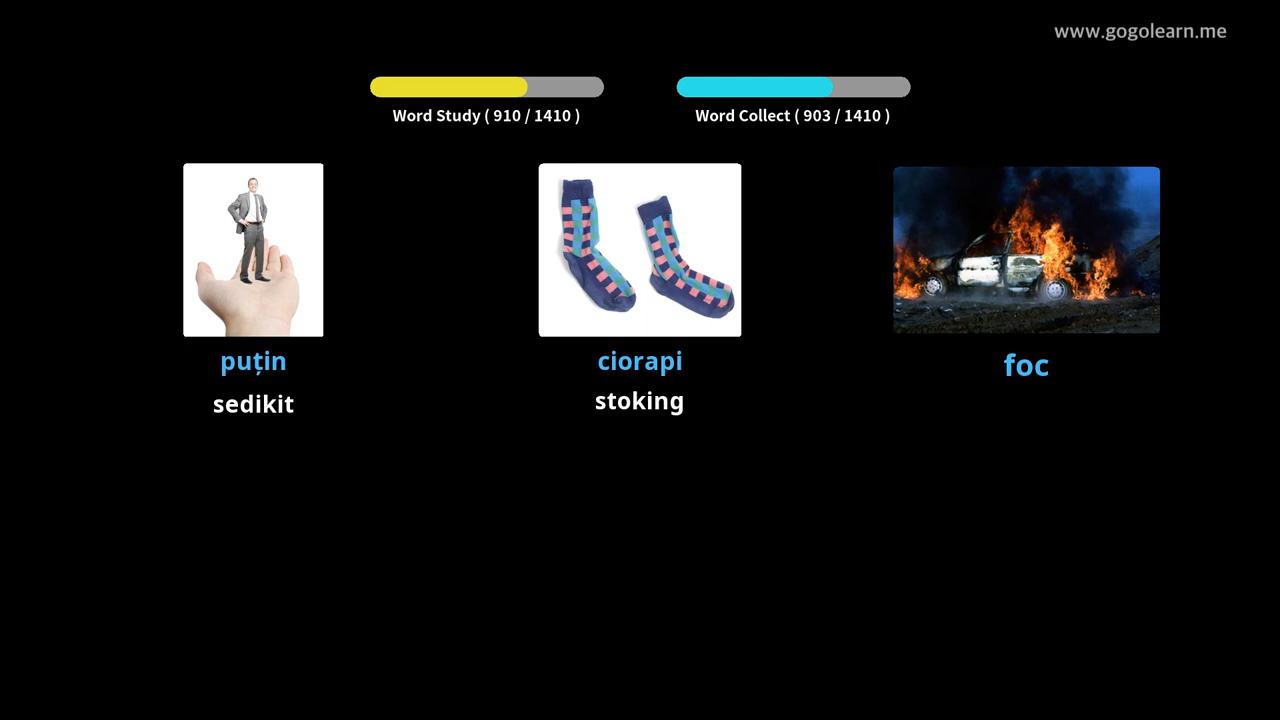 www.gogolearn.me
Word Study ( 910 / 1410 )
Word Collect ( 903 / 1410 )
puțin
sedikit
ciorapi
stoking
foc